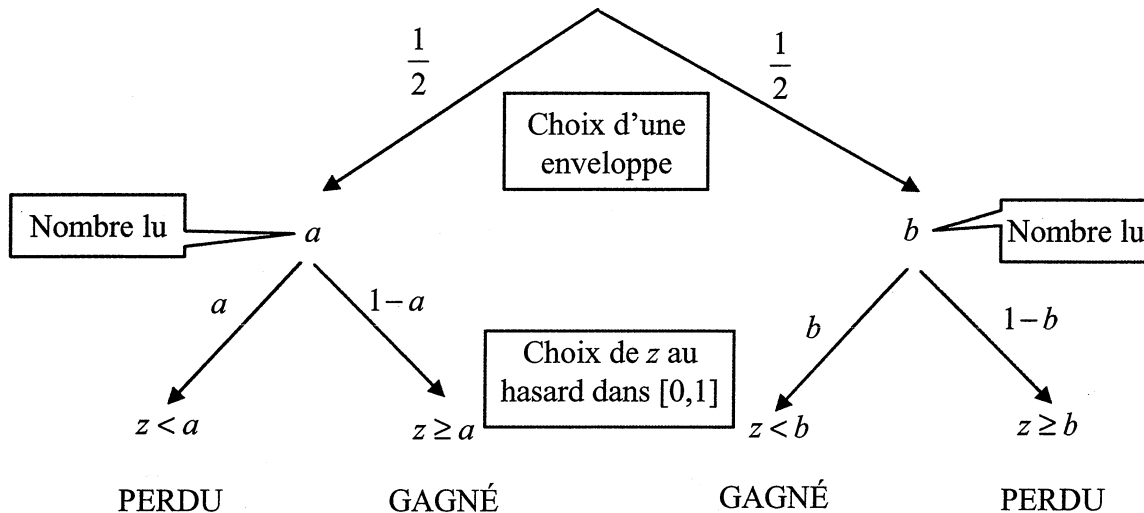 1/2
1/2
Choix d'une
enveloppe
Nombre lu
a
b
Nombre lu
a
1 – a
b
1 – b
Choix de z au
hasard dans [0,1]
z < a
z ≥ a
z < b
z ≥ b
PERDU
GAGNÉ
GAGNÉ
PERDU